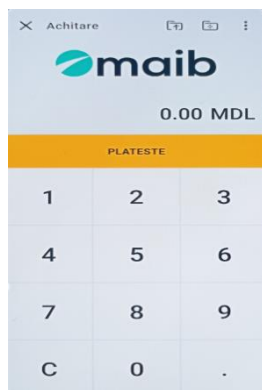 Achitare
maib
0.00 MDL
PLATESTE
1 2 3
4 5 6
7 8 9
C 0 .